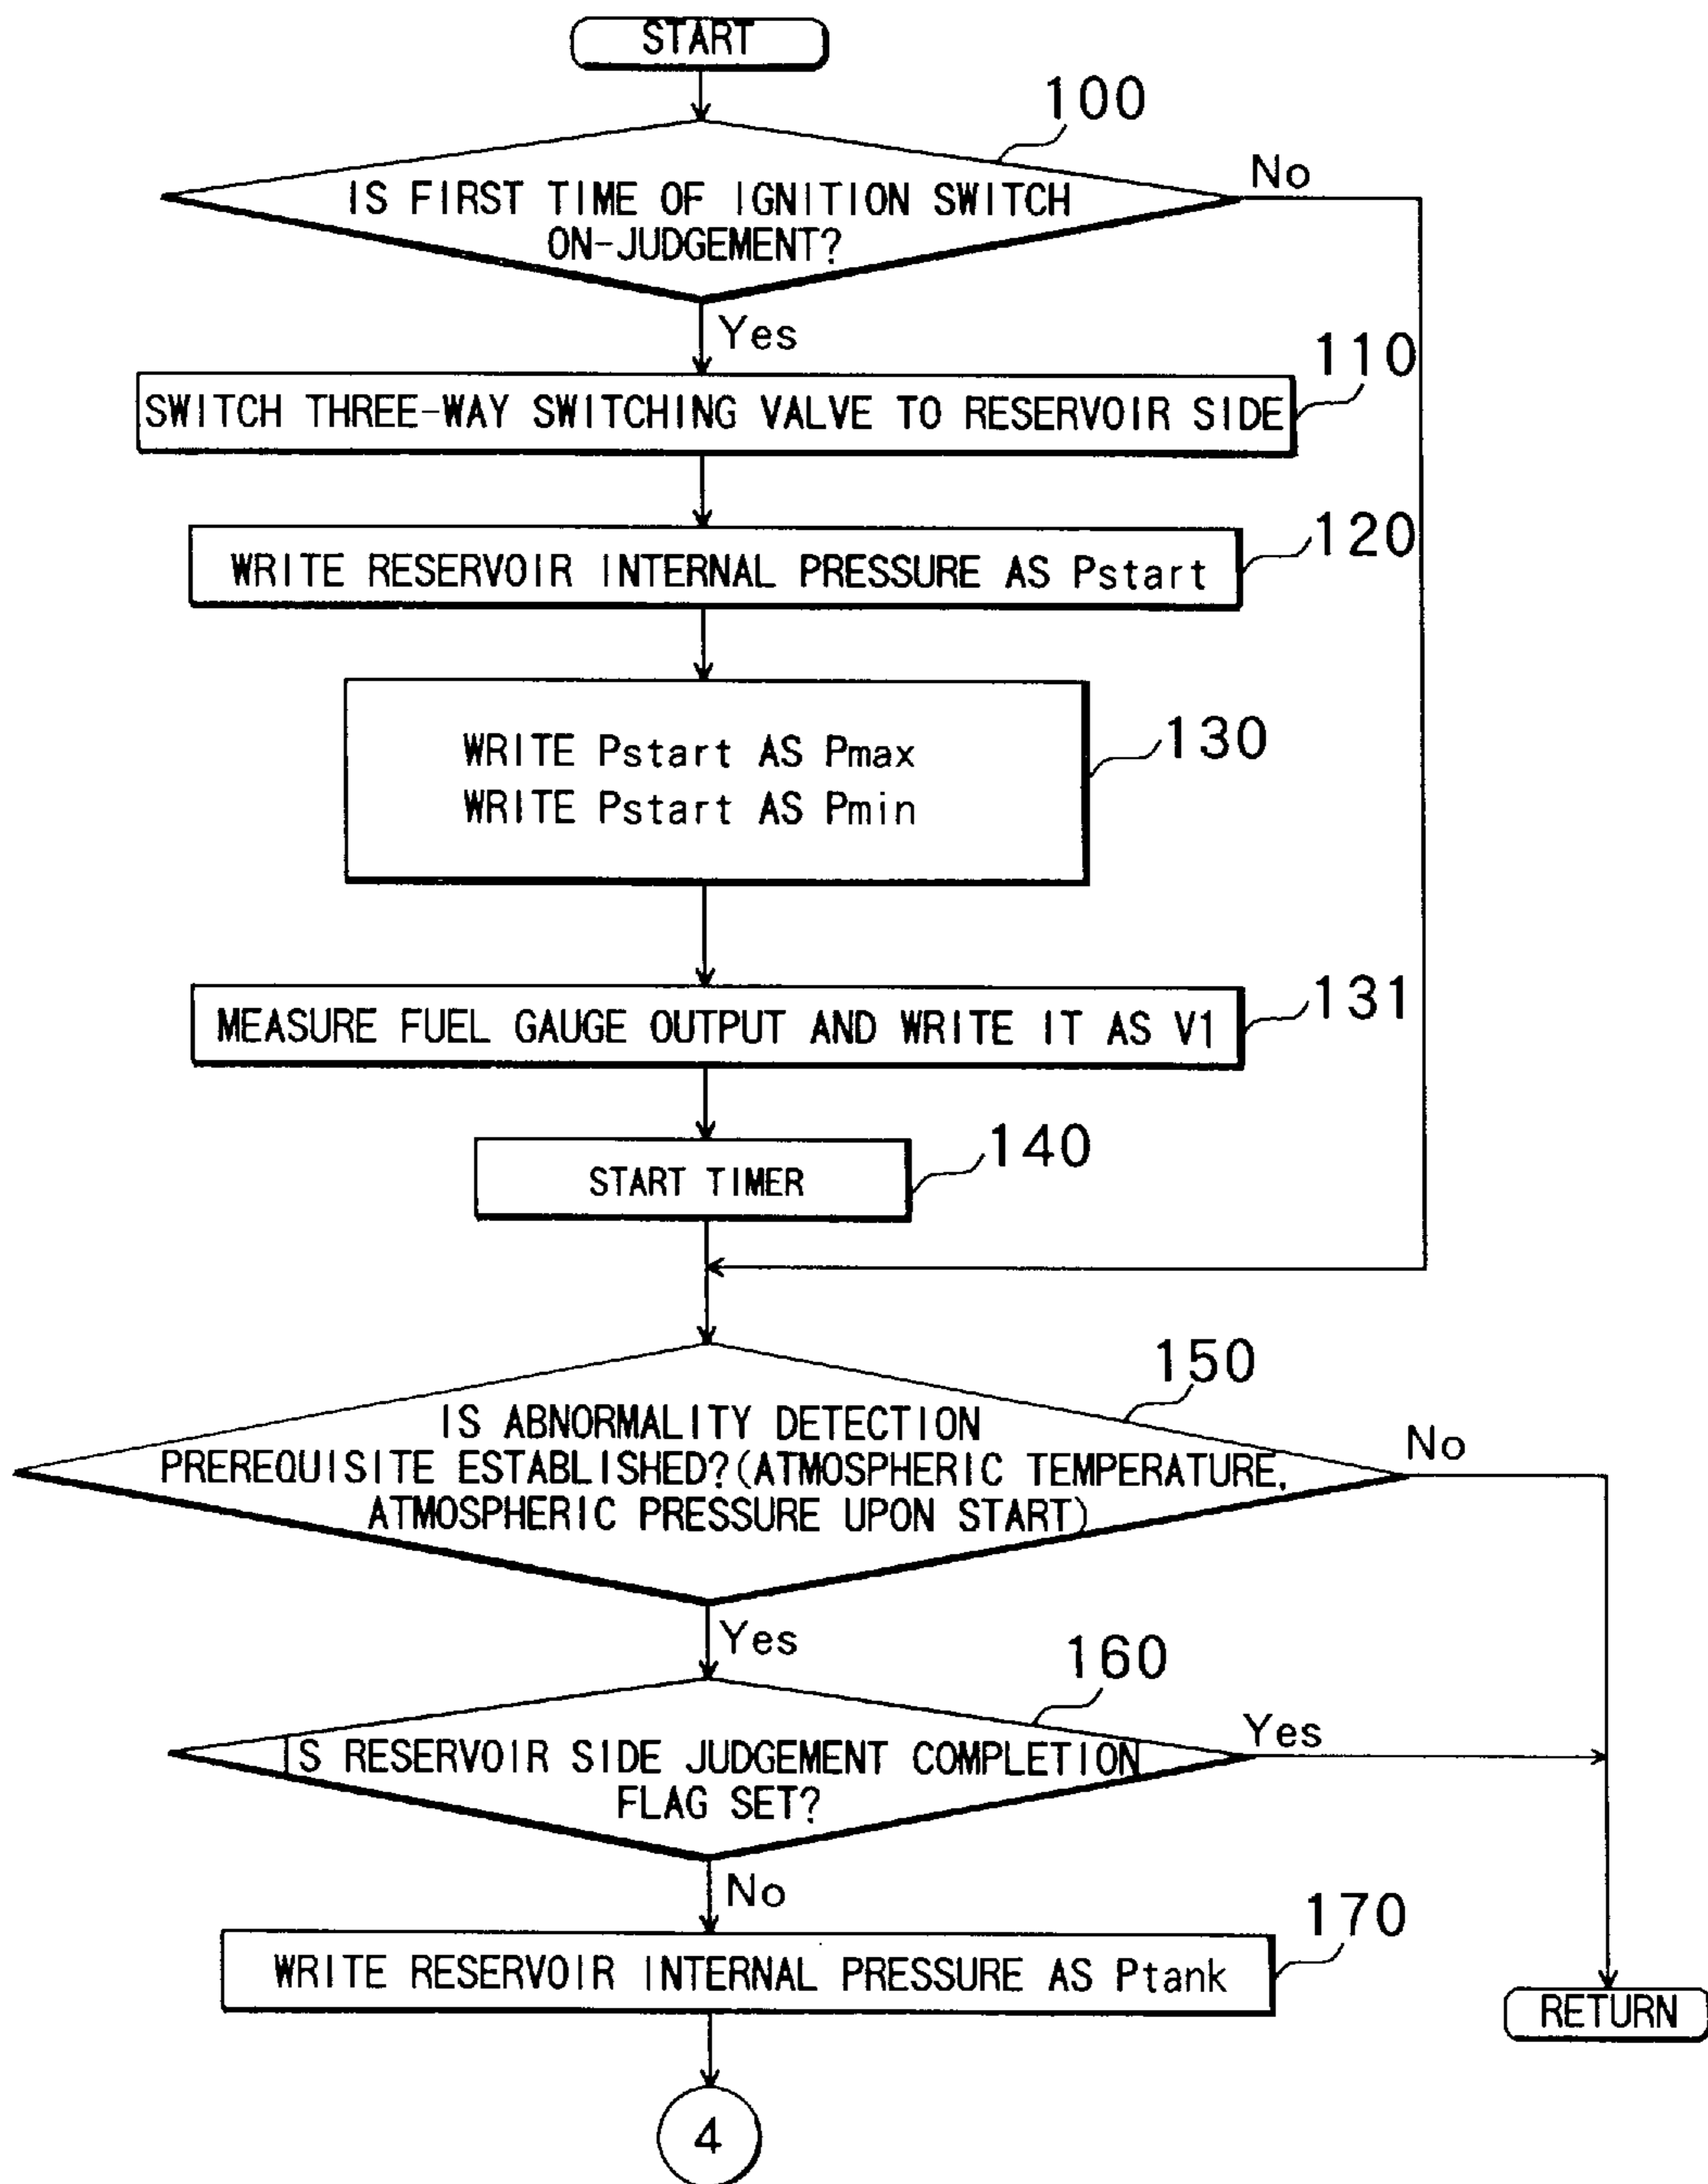 START
100
IS FIRST TIME OF IGNITION SWITCH
ON-JUDGEMENT?
No
Yes
110
SWITCH THREE-WAY SWITCHING VALVE TO RESERVOIR SIDE
120
WRITE RESERVOIR INTERNAL PRESSURE AS Pstart
130
WRITE Pstart AS Pmax
WRITE Pstart AS Pmin
131
MEASURE FUEL GAUGE OUTPUT AND WRITE IT AS V1
140
START TIMER
150
IS ABNORMALITY DETECTION
PREREQUISITE ESTABLISHED?(ATMOSPHERIC TEMPERATURE,
ATMOSPHERIC PRESSURE UPON START)
No
Yes
160
IS RESERVOIR SIDE JUDGEMENT COMPLETION
FLAG SET?
Yes
No
170
WRITE RESERVOIR INTERNAL PRESSURE AS Ptank
RETURN
4